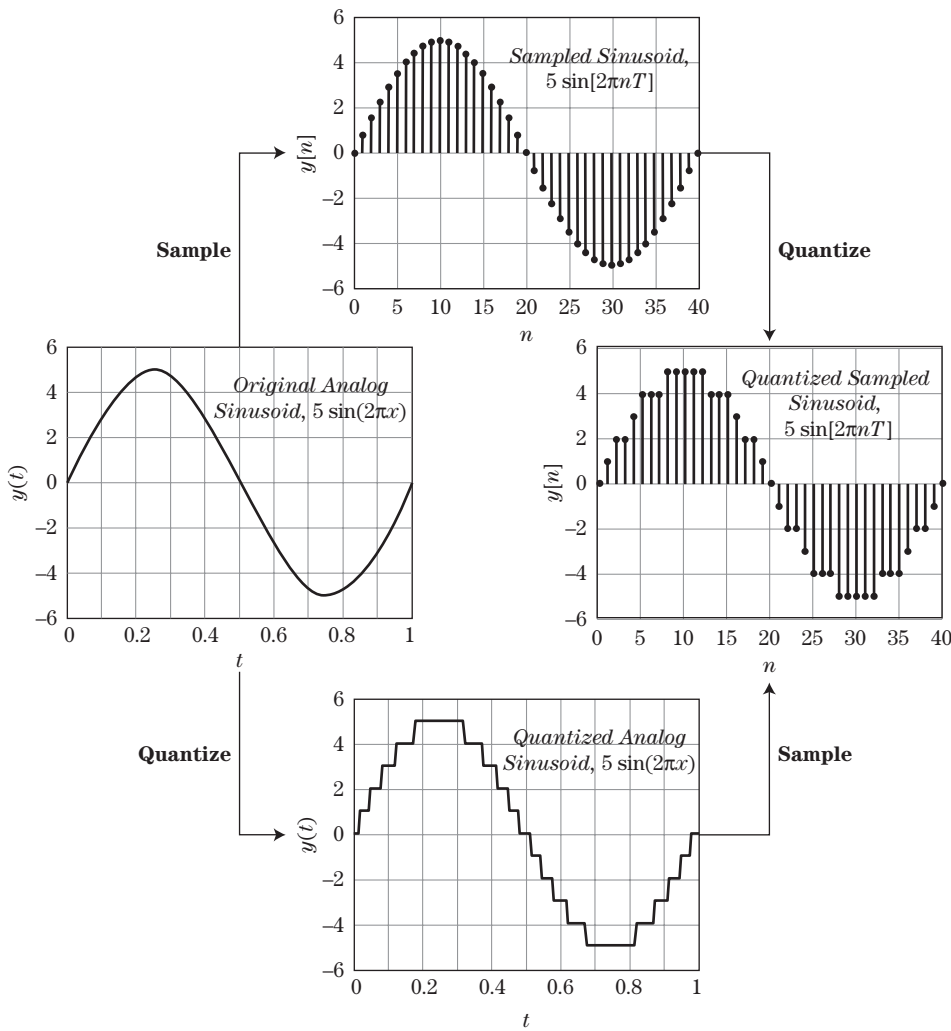 6
4
2
0
−2
−4
−6
y[n]
Sampled Sinusoid,
5 sin[2πnT]
0 5 10 15 20 25 30 35 40
n
Sample
Quantize
6
4
2
0
−2
−4
−6
y(t)
Original Analog
Sinusoid, 5 sin(2πx)
0 0.2 0.4 0.6 0.8 1
t
6
4
2
0
−2
−4
−6
y[n]
Quantized Sampled
Sinusoid,
5 sin[2πnT]
0 5 10 15 20 25 30 35 40
n
Quantize
Sample
6
4
2
0
−2
−4
−6
y(t)
Quantized Analog
Sinusoid, 5 sin(2πx)
0 0.2 0.4 0.6 0.8 1
t